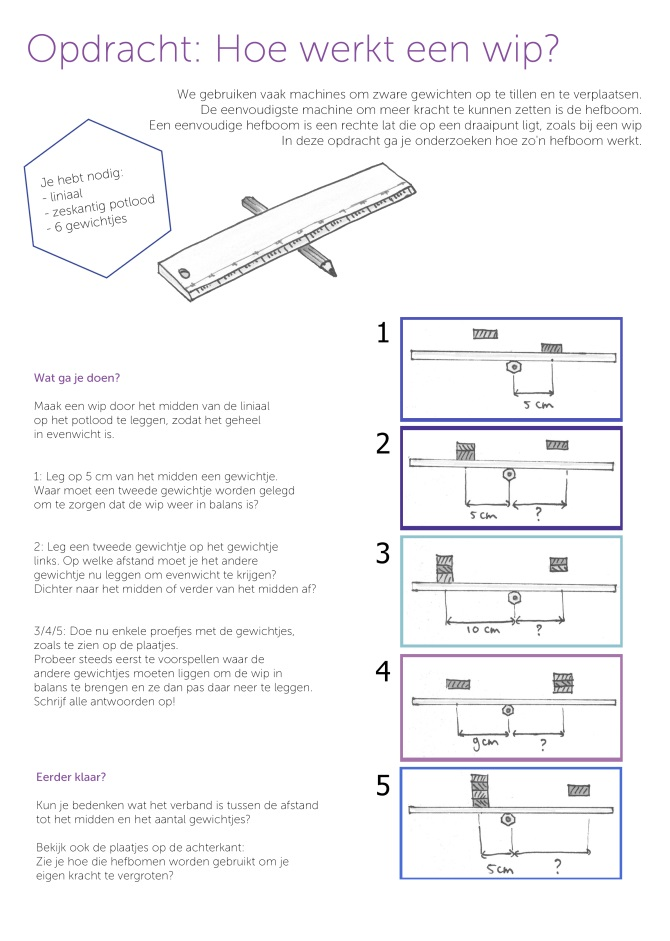 Opdracht: Hoe werkt een wip?
We gebruiken vaak machines om zware gewichten op te tillen en te verplaatsen.
De eenvoudigste machine om meer kracht te kunnen zetten is de hefboom.
Een eenvoudige hefboom is een rechte lat die op een draaipunt ligt, zoals bij een wip
In deze opdracht ga je onderzoeken hoe zo'n hefboom werkt.
Je hebt nodig:
- liniaal
- zeskantig potlood
- 6 gewichtjes
Wat ga je doen?
Maak een wip door het midden van de liniaal
op het potlood te leggen, zodat het geheel
in evenwicht is.
1: Leg op 5 cm van het midden een gewichtje.
Waar moet een tweede gewichtje worden gelegd
om te zorgen dat de wip weer in balans is?
2: Leg een tweede gewichtje op het gewichtje
links. Op welke afstand moet je het andere
gewichtje nu leggen om evenwicht te krijgen?
Dichter naar het midden of verder van het midden af?
3/4/5: Doe nu enkele proefjes met de gewichtjes,
zoals te zien op de plaatjes.
Probeer steeds eerst te voorspellen waar de
andere gewichtjes moeten liggen om de wip in
balans te brengen en ze dan pas daar neer te leggen.
Schrijf alle antwoorden op!
Eerder klaar?
Kun je bedenken wat het verband is tussen de afstand
tot het midden en het aantal gewichtjes?
Bekijk ook de plaatjes op de achterkant:
Zie je hoe die hefbomen worden gebruikt om je
eigen kracht te vergroten?
1
5 cm
2
5 cm ?
3
10 cm ?
4
9 cm ?
5
5 cm ?